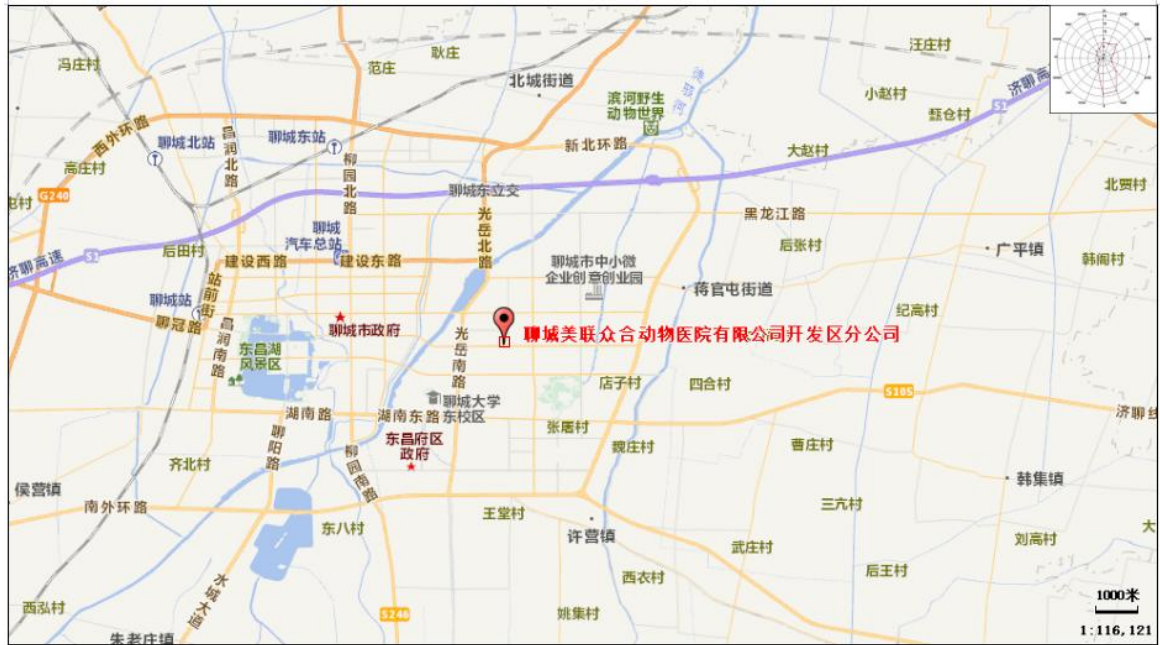 汪庄村
耿庄
冯庄村
范庄
北城街道
徒骇河
济聊高
S1
小赵村
甄仓村
滨河野生
动物世界
西外环路
昌润北路
聊城北站
聊城东站
柳园北路
新北环路
大赵村
高庄村
屯村
G240
聊城东立交
北贾村
光岳北路
黑龙江路
聊城
汽车总站
后田村
济聊高速
S1
建设西路
建设东路
后张村
广平镇
韩阁村
聊城市中小微
企业创意创业园
蒋官屯街道
站前街
聊城站
聊冠路
聊城市政府
纪高村
昌润南路
光岳南路
聊城美联众合动物医院有限公司开发区分公司
东昌湖
风景区
店子村
四合村
S105
聊城大学
东校区
湖南路
湖南东路
济聊线
张屠村
聊阳路
东昌府区
政府
魏庄村
曹庄村
齐北村
柳园南路
韩集镇
侯营镇
南外环路
王堂村
三亢村
东八村
许营镇
大
刘高村
武庄村
后王村
西衣村
水城大道
西泓村
S246
姚集村
朱老庄镇
1000米
1:116,121